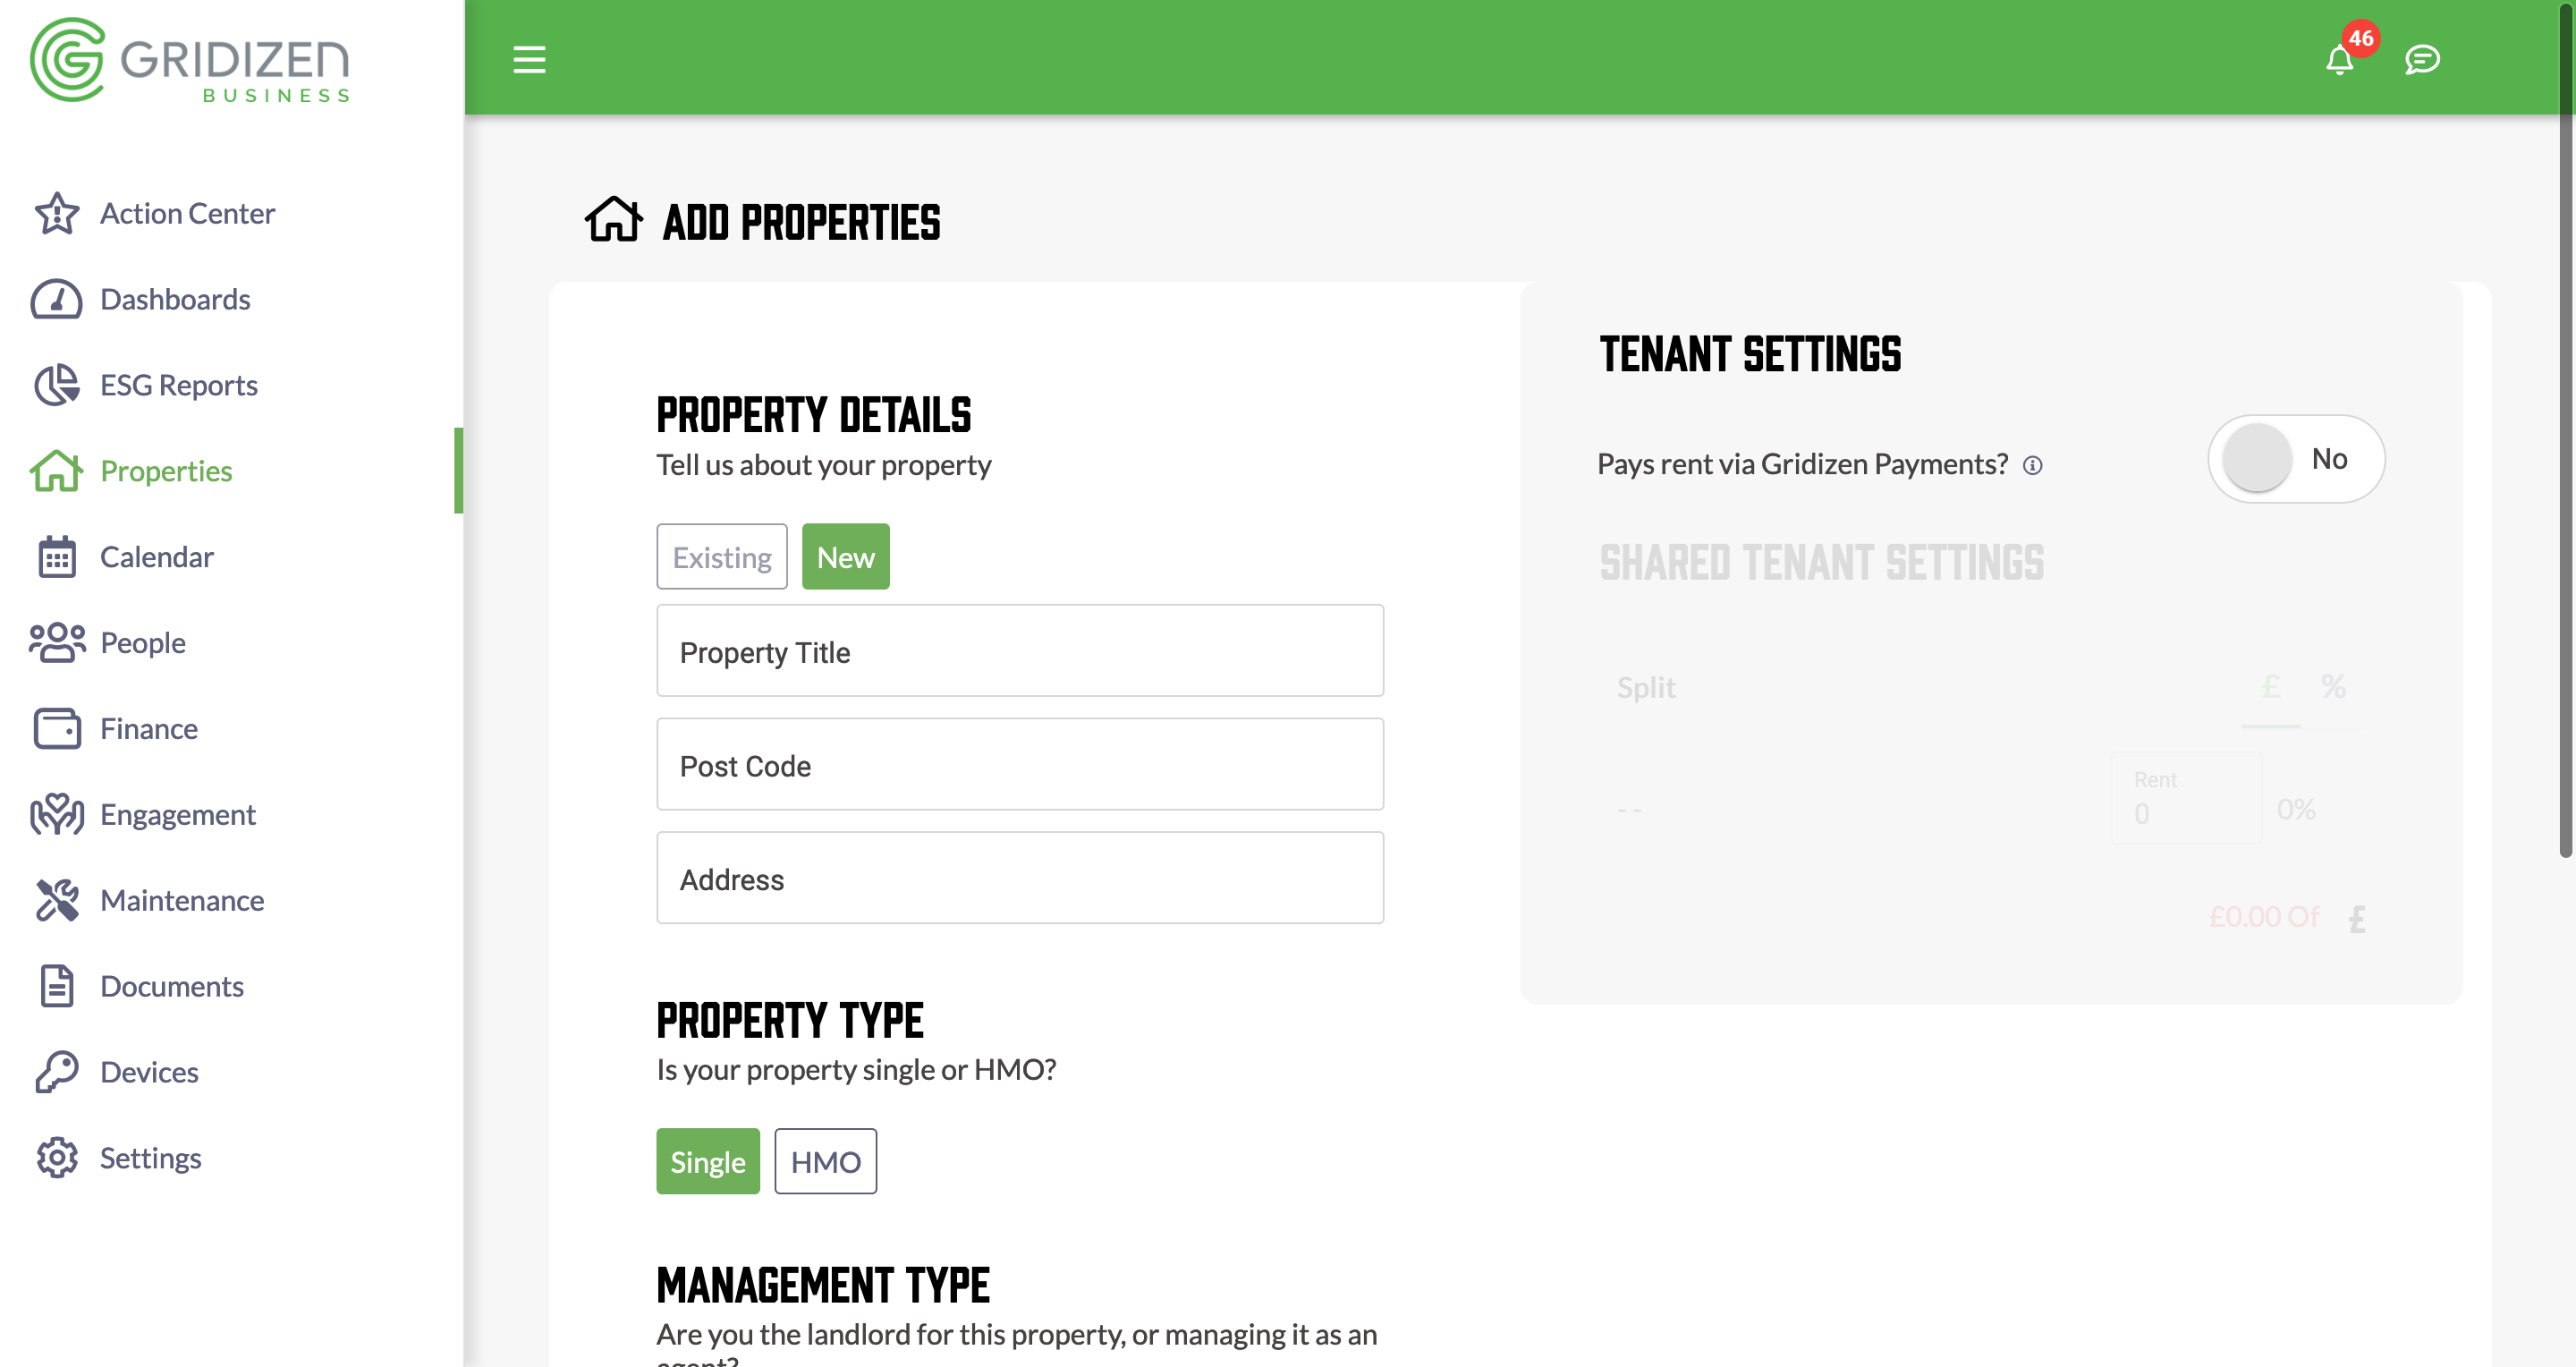 GRIDIZEN
BUSINESS
46
Action Center
Dashboards
ESG Reports
Properties
Calendar
People
Finance
Engagement
Maintenance
Documents
Devices
Settings
ADD PROPERTIES
PROPERTY DETAILS
Tell us about your property
Existing New
Property Title
Post Code
Address
PROPERTY TYPE
Is your property single or HMO?
Single HMO
MANAGEMENT TYPE
Are you the landlord for this property, or managing it as an
agent?
TENANT SETTINGS
Pays rent via Gridizen Payments? No
SHARED TENANT SETTINGS
Split £ %
Rent
- - 0 0%
£0.00 Of £